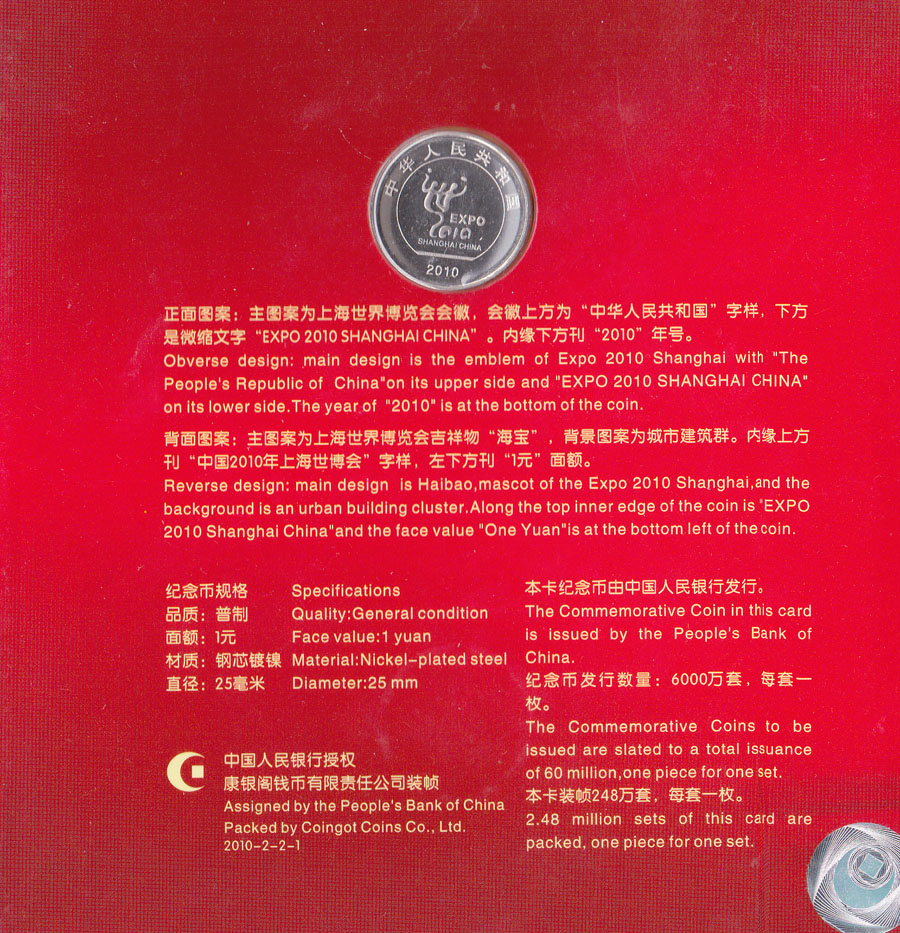 中华人民共和国
EXPO
2010
SHANGHAI CHINA
2010
正面图案：主图案为上海世界博览会会徽，会徽上方为“中华人民共和国”字样，下方
是微缩文字“EXPO 2010 SHANGHAI CHINA”。内缘下方刊“2010”年号。
Obverse design: main design is the emblem of Expo 2010 Shanghai with "The
People's Republic of China"on its upper side and "EXPO 2010 SHANGHAI CHINA"
on its lower side.The year of "2010" is at the bottom of the coin.
背面图案：主图案为上海世界博览会吉祥物“海宝”，背景图案为城市建筑群。内缘上方
刊“中国2010年上海世博会”字样，左下方刊“1元”面额。
Reverse design: main design is Haibao,mascot of the Expo 2010 Shanghai,and the
background is an urban building cluster.Along the top inner edge of the coin is "EXPO
2010 Shanghai China"and the face value "One Yuan"is at the bottom left of the coin.
纪念币规格 Specifications
品质：普制 Quality:General condition
面额：1元 Face value:1 yuan
材质：钢芯镀镍 Material:Nickel-plated steel
直径：25毫米 Diameter:25 mm
本卡纪念币由中国人民银行发行。
The Commemorative Coin in this card
is issued by the People's Bank of
China.
纪念币发行数量：6000万套，每套一
枚。
The Commemorative Coins to be
issued are slated to a total issuance
of 60 million,one piece for one set.
本卡装帧248万套，每套一枚。
2.48 million sets of this card are
packed, one piece for one set.
中国人民银行授权
康银阁钱币有限责任公司装帧
Assigned by the People's Bank of China
Packed by Coingot Coins Co., Ltd.
2010-2-2-1